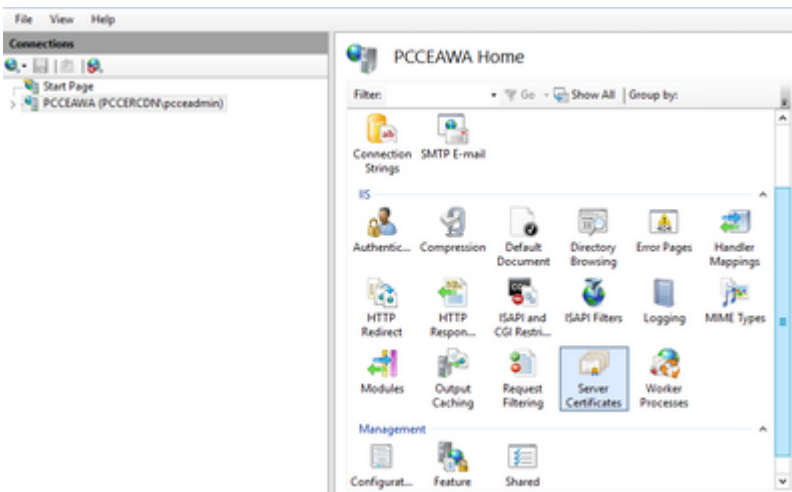 File View Help
Connections
Start Page
PCCEAWA (PCCERCDN\pcceadmin)
PCCEAWA Home
Filter: Go Show All Group by:
Connection Strings
SMTP E-mail
IIS
Authentic...
Compression
Default Document
Directory Browsing
Error Pages
Handler Mappings
HTTP Redirect
HTTP Respon...
ISAPI and CGI Restri...
ISAPI Filters
Logging
MIME Types
Modules
Output Caching
Request Filtering
Server Certificates
Worker Processes
Management
Configurat...
Feature
Shared